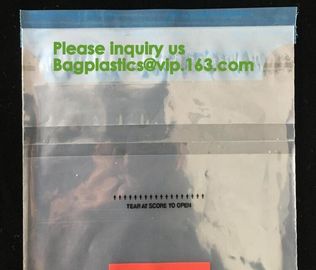 Please inquiry us
Bagplastics@vip.163.com
TEAR AT SCORE TO OPEN